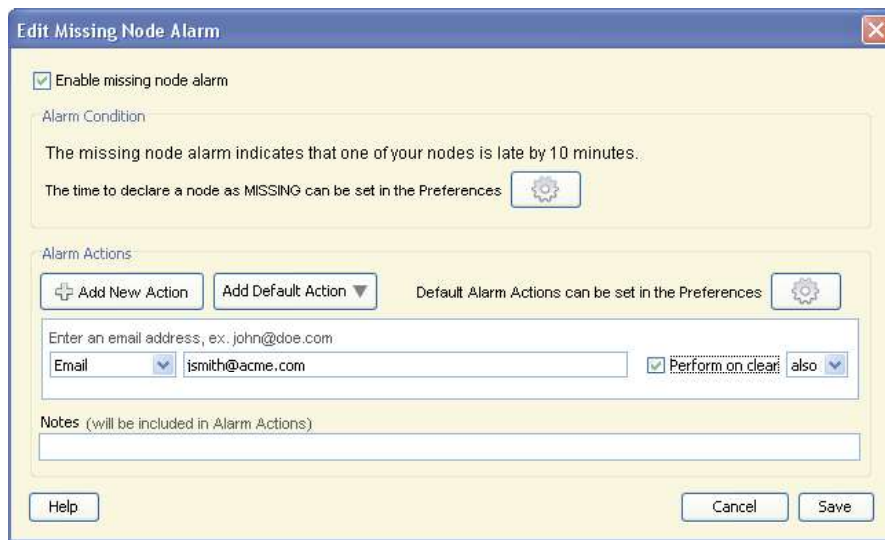 Edit Missing Node Alarm
Enable missing node alarm
Alarm Condition
The missing node alarm indicates that one of your nodes is late by 10 minutes.
The time to declare a node as MISSING can be set in the Preferences
Alarm Actions
Add New Action Add Default Action Default Alarm Actions can be set in the Preferences
Enter an email address, ex. john@doe.com
Email jsmith@acme.com Perform on clear also
Notes (will be included in Alarm Actions)
Help Cancel Save